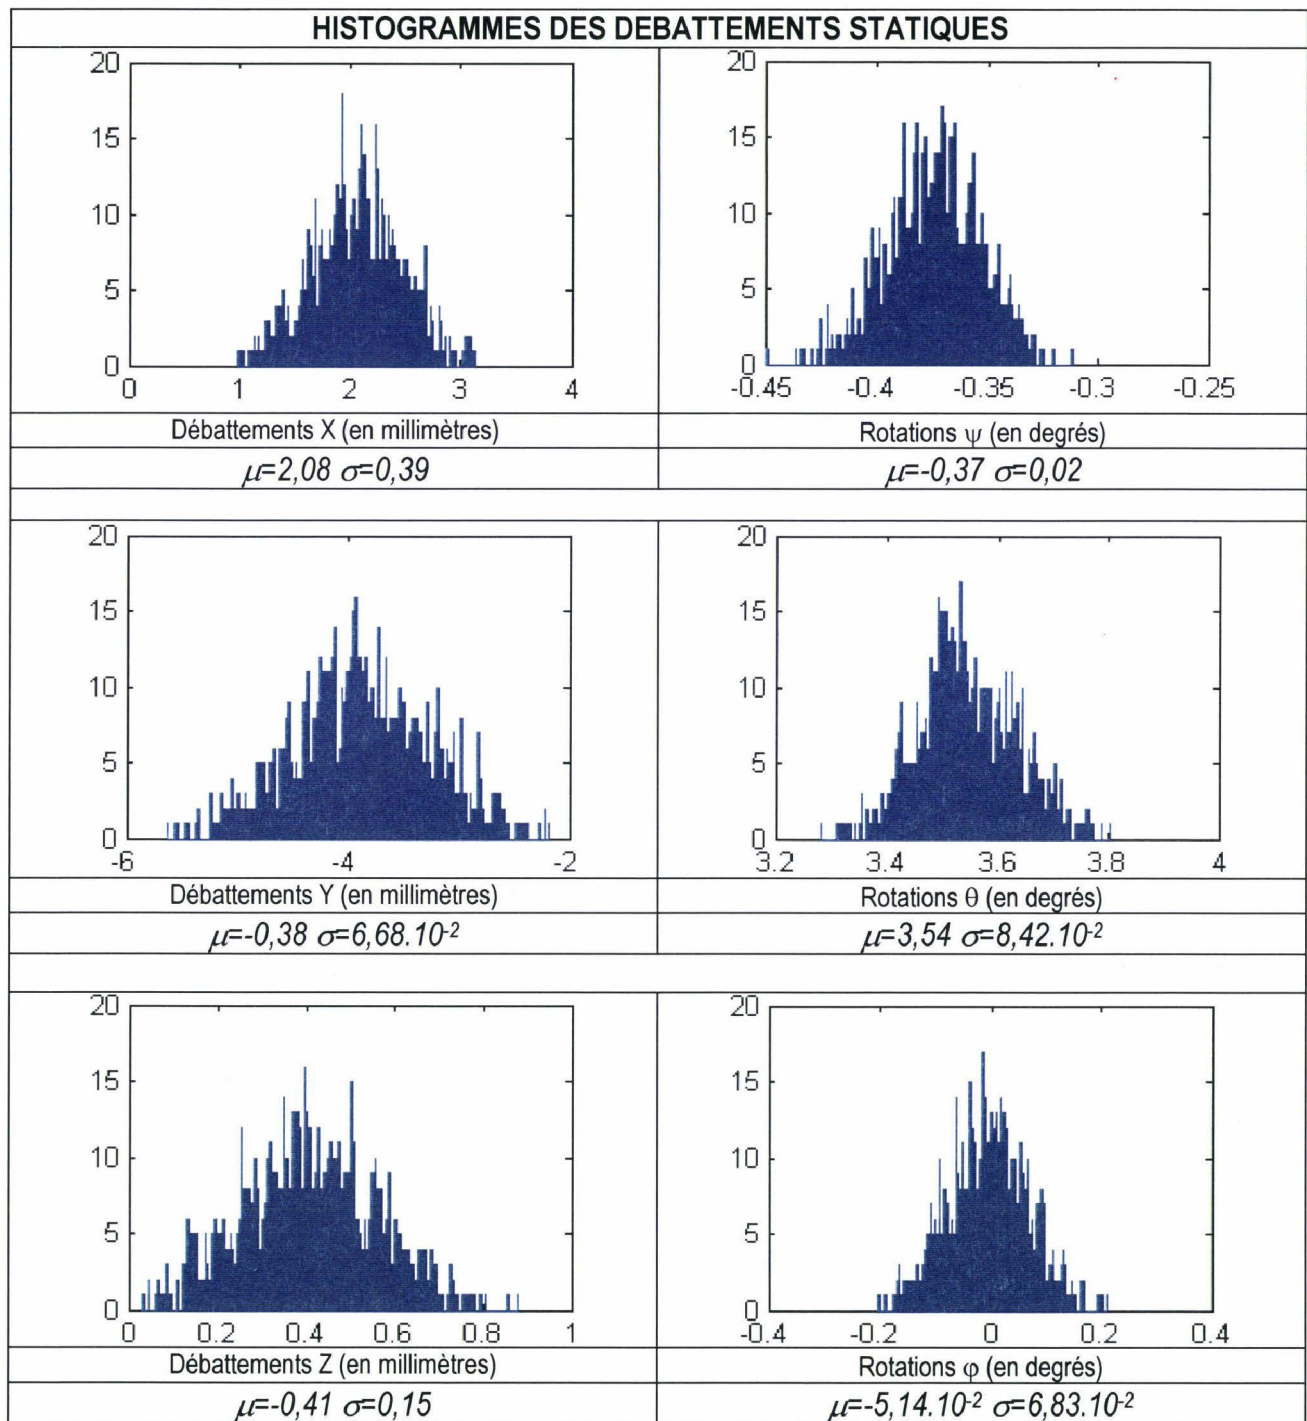 HISTOGRAMMES DES DEBATTEMENTS STATIQUES
20
15
10
5
0
0 1 2 3 4
20
15
10
5
0
-0.45 -0.4 -0.35 -0.3 -0.25
Débattements X (en millimètres)
Rotations ψ (en degrés)
μ=2,08 σ=0,39
μ=-0,37 σ=0,02
20
15
10
5
0
-6 -4 -2
20
15
10
5
0
3.2 3.4 3.6 3.8 4
Débattements Y (en millimètres)
Rotations θ (en degrés)
μ=-0,38 σ=6,68.10-2
μ=3,54 σ=8,42.10-2
20
15
10
5
0
0 0.2 0.4 0.6 0.8 1
20
15
10
5
0
-0.4 -0.2 0 0.2 0.4
Débattements Z (en millimètres)
Rotations φ (en degrés)
μ=-0,41 σ=0,15
μ=-5,14.10-2 σ=6,83.10-2